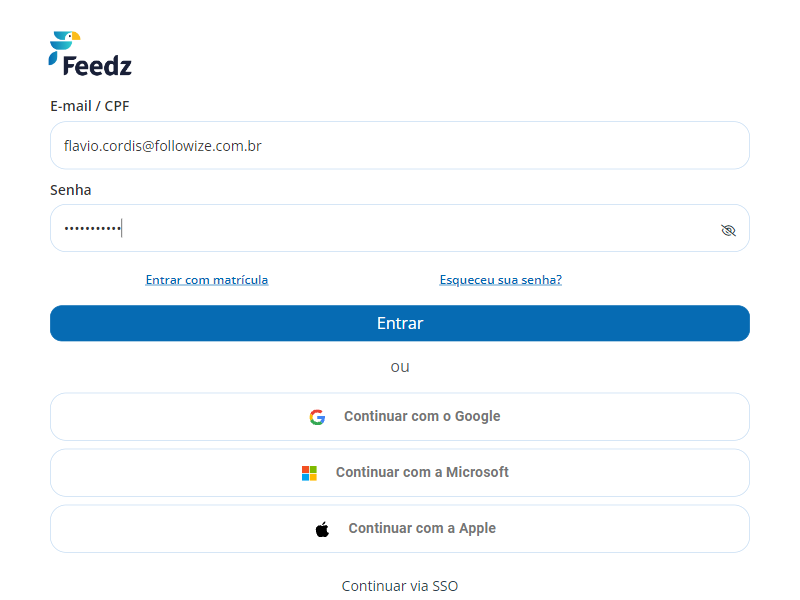 Feedz
E-mail / CPF
flavio.cordis@followize.com.br
Senha
•••••••••••
Entrar com matrícula Esqueceu sua senha?
Entrar
ou
Continuar com o Google
Continuar com a Microsoft
Continuar com a Apple
Continuar via SSO